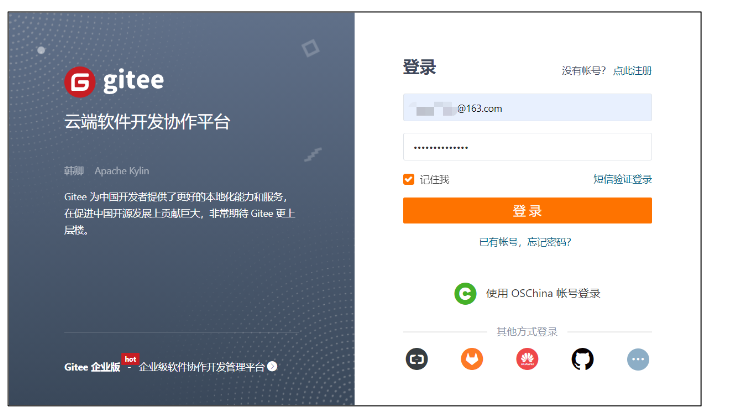 gitee
云端软件开发协作平台
韩卿 Apache Kylin
Gitee 为中国开发者提供了更好的本地化能力和服务，
在促进中国开源发展上贡献巨大，非常期待 Gitee 更上
层楼。
hot
Gitee 企业版 - 企业级软件协作开发管理平台
登录
没有帐号？ 点此注册
@163.com
••••••••••••••
记住我
短信验证登录
登 录
已有帐号，忘记密码？
使用 OSChina 帐号登录
其他方式登录